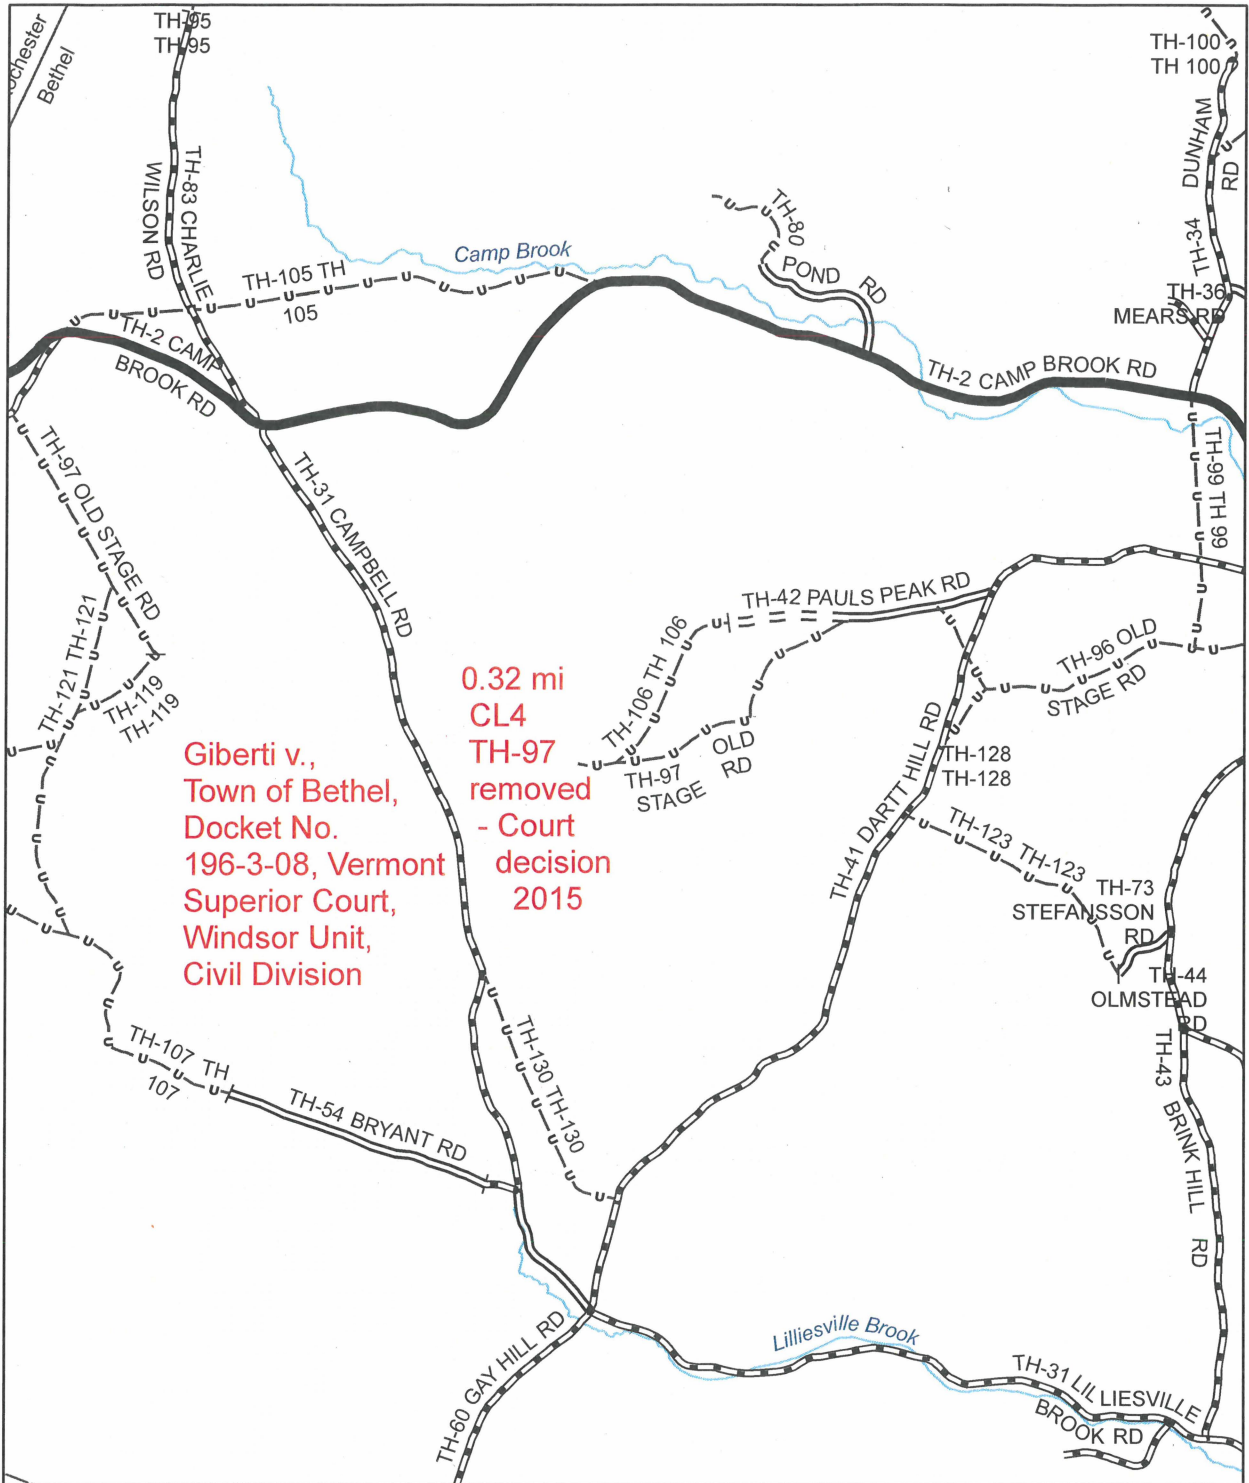 TH-95
TH-95
TH-100
TH 100
ochester
Bethel
DUNHAM
RD
TH-83 CHARLIE
WILSON RD
TH-80
TH-34
Camp Brook
POND RD
TH-105 TH
105
TH-36
MEARS RD
TH-2 CAMP
BROOK RD
TH-2 CAMP BROOK RD
TH-97 OLD STAGE RD
TH-31 CAMPBELL RD
TH-99 TH 99
TH-42 PAULS PEAK RD
TH-121 TH-121
TH-106 TH 106
TH-96 OLD
STAGE RD
TH-119
TH-119
0.32 mi
CL4
TH-97
removed
- Court
decision
2015
Giberti v.,
Town of Bethel,
Docket No.
196-3-08, Vermont
Superior Court,
Windsor Unit,
Civil Division
TH-97 OLD
STAGE RD
TH-128
TH-128
TH-41 DARTT HILL RD
TH-123 TH-123
TH-73
STEFANSSON
RD
TH-44
OLMSTEAD
RD
TH-107 TH
107
TH-54 BRYANT RD
TH-130 TH-130
TH-43 BRINK HILL RD
TH-60 GAY HILL RD
Lilliesville Brook
TH-31 LILLIESVILLE
BROOK RD